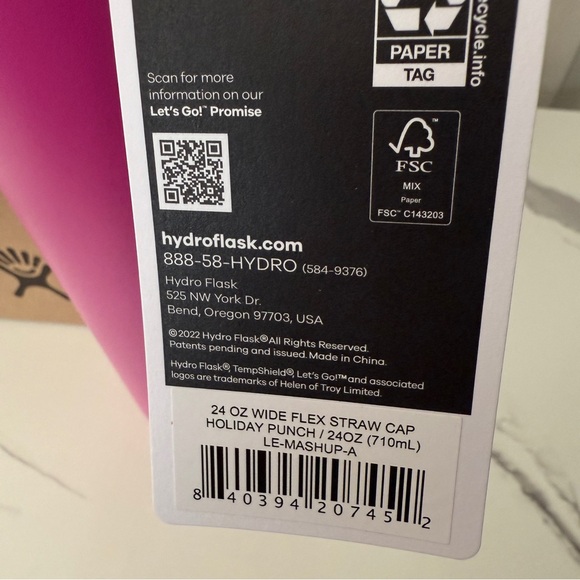 PAPER
TAG
ecycle.info
Scan for more
information on our
Let's Go!™ Promise
FSC™
MIX
Paper
FSC™ C143203
hydroflask.com
888-58-HYDRO (584-9376)
Hydro Flask
525 NW York Dr.
Bend, Oregon 97703, USA
©2022 Hydro Flask® All Rights Reserved.
Patents pending and issued. Made in China.
Hydro Flask®, TempShield®, Let's Go!™ and associated
logos are trademarks of Helen of Troy Limited.
24 OZ WIDE FLEX STRAW CAP
HOLIDAY PUNCH / 24OZ (710mL)
LE-MASHUP-A
8 40394 20745 2